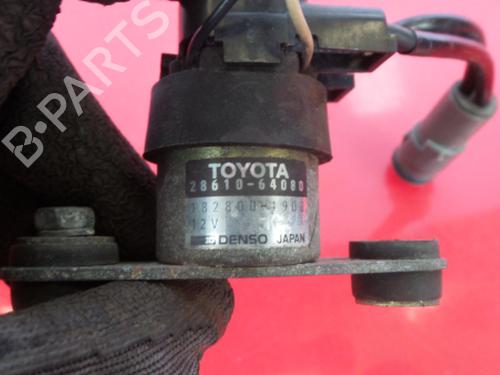 B-PARTS
TOYOTA
28610-64080
12V
DENSO JAPAN